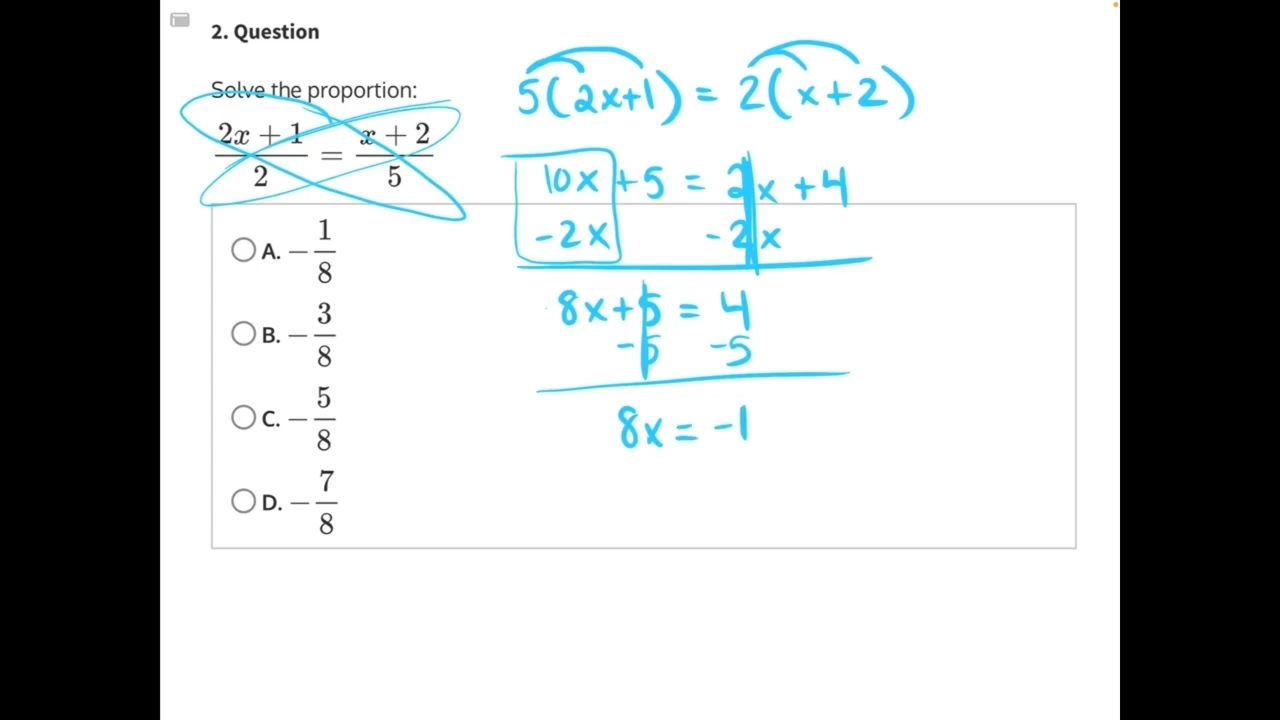 2. Question
Solve the proportion:
2x + 1 / 2 = x + 2 / 5
A. − 1/8
B. − 3/8
C. − 5/8
D. − 7/8
5(2x+1) = 2(x+2)
10x +5 = 2x +4
-2x -2x
8x+5 = 4
-5 -5
8x = -1